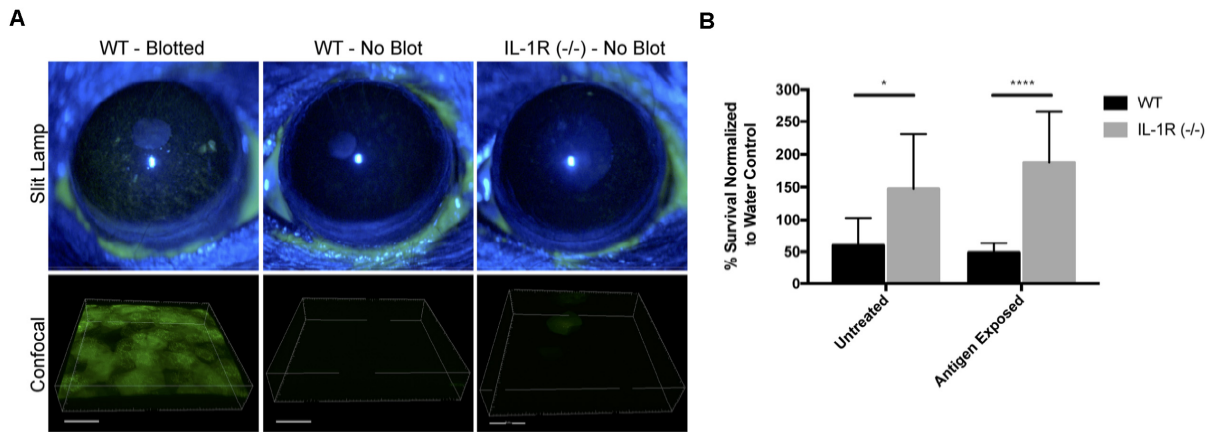 A
WT - Blotted
WT - No Blot
IL-1R (-/-) - No Blot
Slit Lamp
Confocal
B
% Survival Normalized
to Water Control
300
250
200
150
100
50
0
*
****
WT
IL-1R (-/-)
Untreated
Antigen Exposed